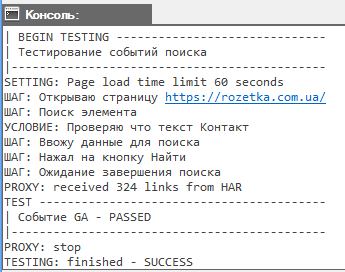 Консоль:
| BEGIN TESTING -----------------------------------
| Тестирование событий поиска
|------------------------------------------
SETTING: Page load time limit 60 seconds
ШАГ: Открываю страницу https://rozetka.com.ua/
ШАГ: Поиск элемента
УСЛОВИЕ: Проверяю что текст Контакт
ШАГ: Ввожу данные для поиска
ШАГ: Нажал на кнопку Найти
ШАГ: Ожидание завершения поиска
PROXY: received 324 links from HAR
TEST --------------------------------------
| Событие GA - PASSED
|------------------------------------------
PROXY: stop
TESTING: finished - SUCCESS